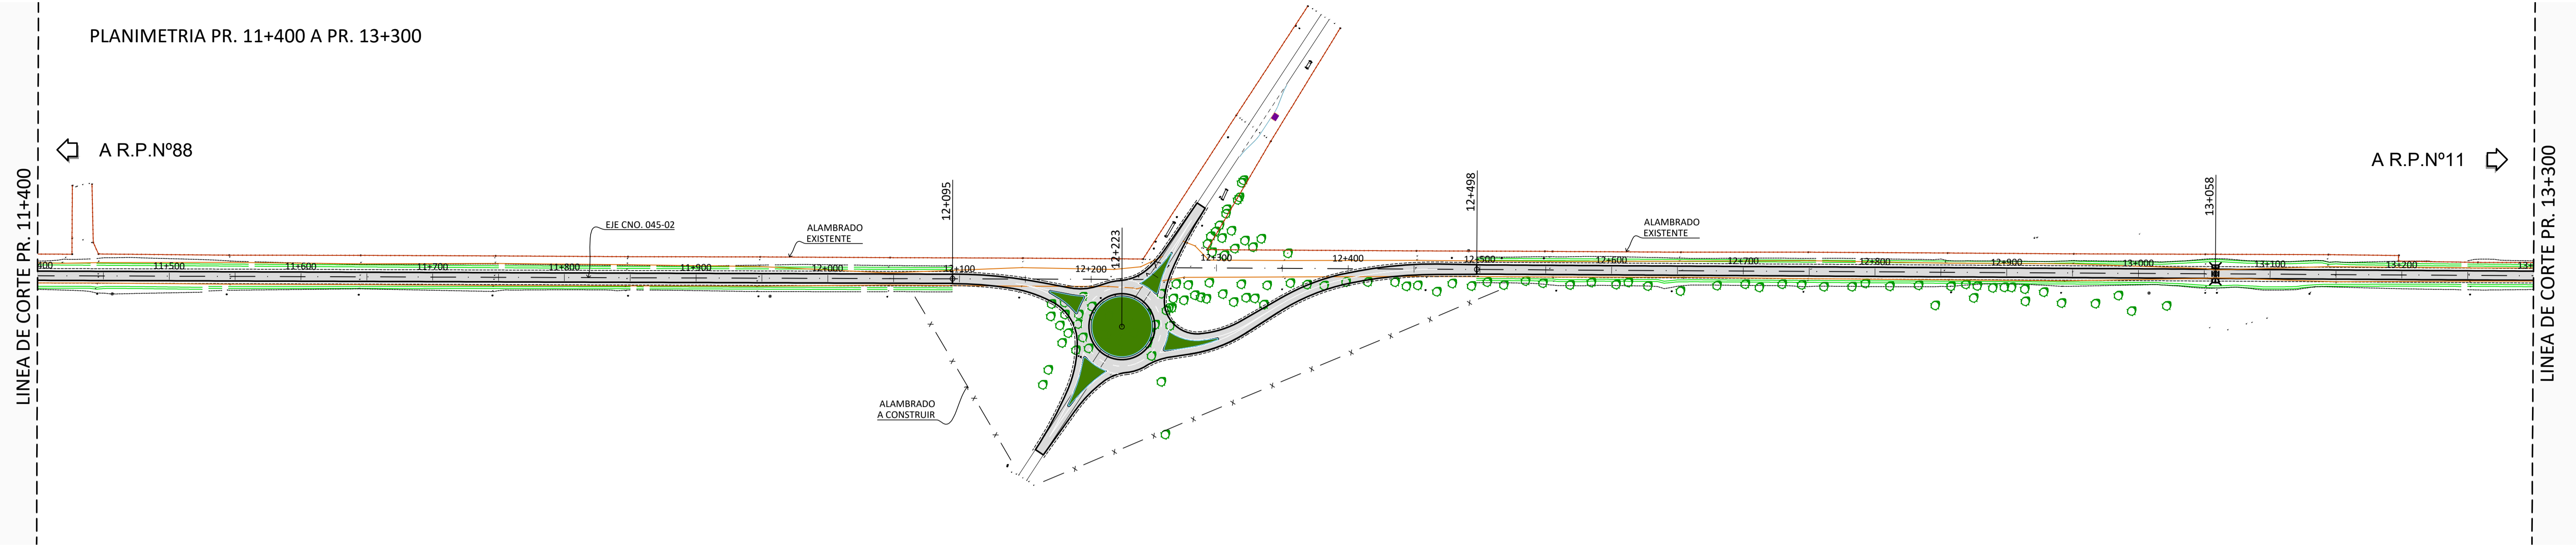 PLANIMETRIA PR. 11+400 A PR. 13+300
A R.P.Nº88
A R.P.Nº11
LINEA DE CORTE PR. 11+400
LINEA DE CORTE PR. 13+300
EJE CNO. 045-02
ALAMBRADO
EXISTENTE
12+095
12+223
12+498
ALAMBRADO
EXISTENTE
13+058
400
11+500
11+600
11+700
11+800
11+900
12+000
12+100
12+200
12+300
12+400
12+500
12+600
12+700
12+800
12+900
13+000
13+100
13+200
13+
ALAMBRADO
A CONSTRUIR